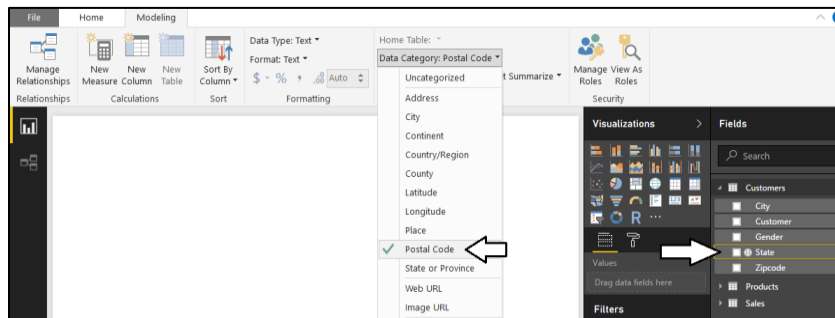 File Home Modeling
Manage Relationships
New Measure
New Column
New Table
Sort By Column
Data Type: Text
Format: Text
$ % , .00 Auto
Home Table:
Data Category: Postal Code
t Summarize
Manage Roles
View As Roles
Relationships Calculations Sort Formatting Security
Uncategorized
Address
City
Continent
Country/Region
County
Latitude
Longitude
Place
Postal Code
State or Province
Web URL
Image URL
Visualizations
R
Values
Drag data fields here
Filters
Fields
Search
Customers
City
Customer
Gender
State
Zipcode
Products
Sales